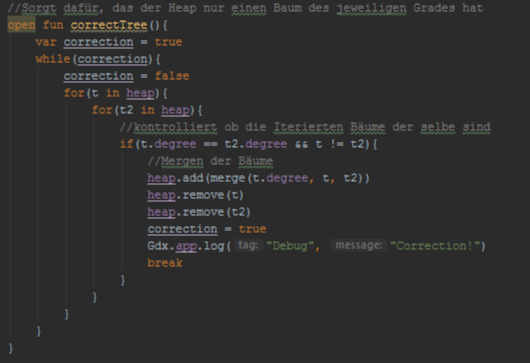 //Sorgt dafür, das der Heap nur einen Baum des jeweiligen Grades hat
open fun correctTree(){
var correction = true
while(correction){
correction = false
for(t in heap){
for(t2 in heap){
//kontrolliert ob die Iterierten Bäume der selbe sind
if(t.degree == t2.degree && t != t2){
//Mergen der Bäume
heap.add(merge(t.degree, t, t2))
heap.remove(t)
heap.remove(t2)
correction = true
Gdx.app.log( tag: "Debug", message: "Correction!")
break
}
}
}
}
}